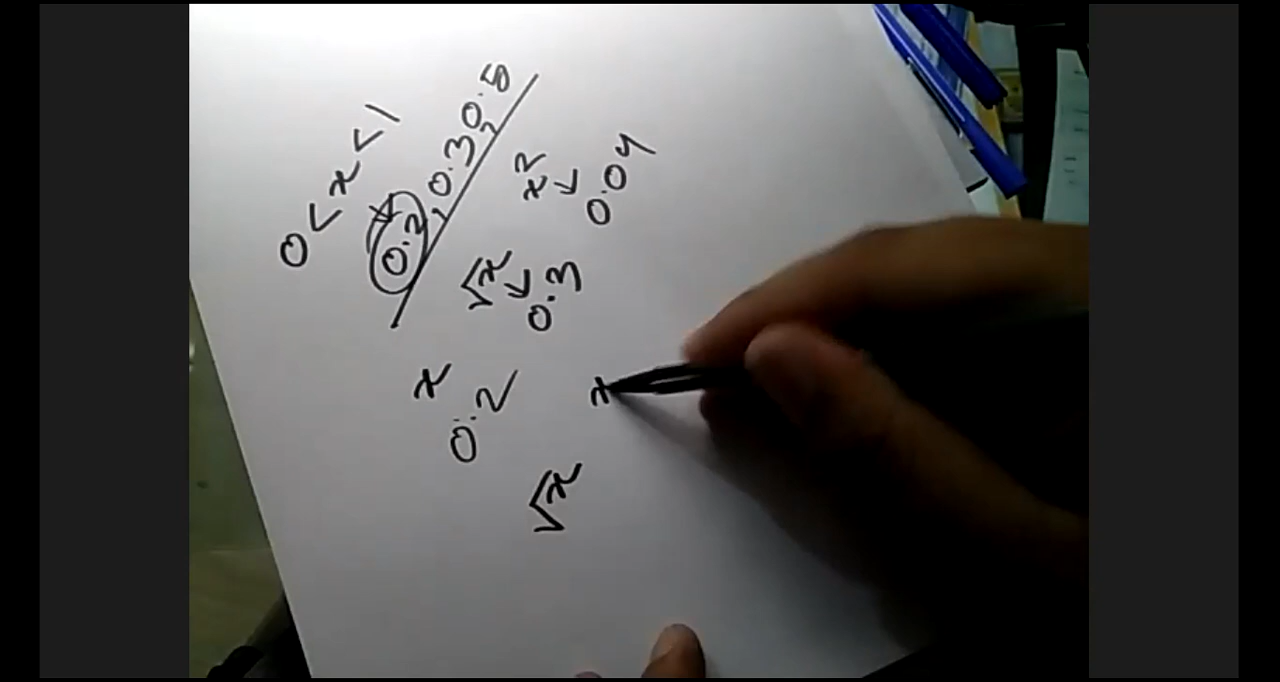 0 < x < 1
0.2, 0.3, 0.5
x² → 0.04
√x → 0.3
x
0.2
√x
x